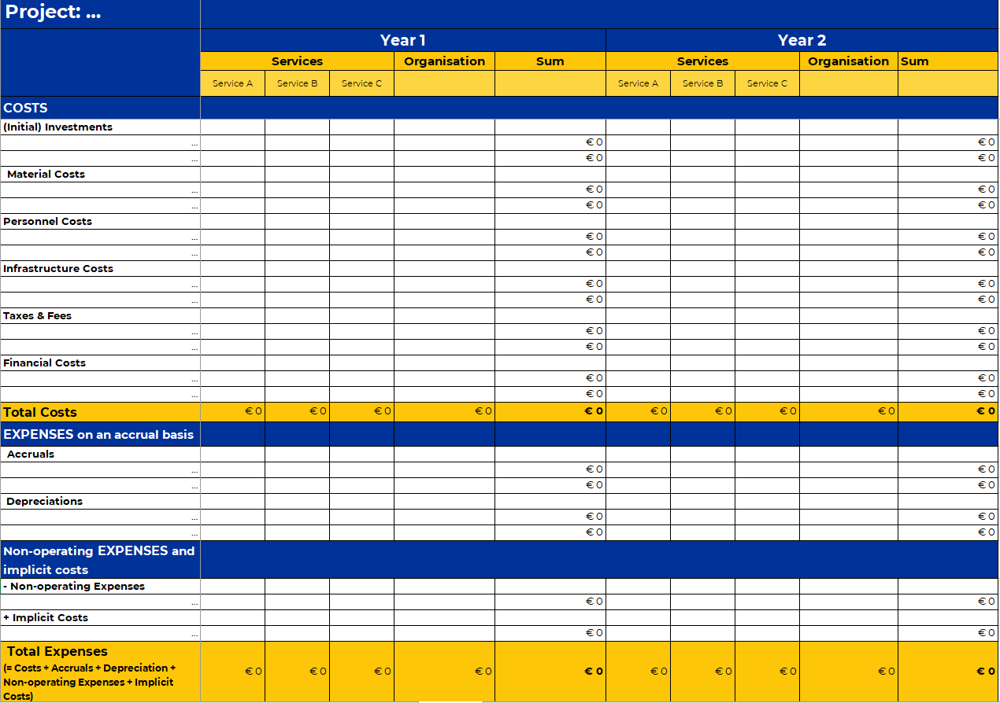 Project: ...
Year 1 Year 2
Services Organisation Sum Services Organisation Sum
Service A Service B Service C Service A Service B Service C
COSTS
(Initial) Investments
... € 0 € 0
... € 0 € 0
Material Costs
... € 0 € 0
... € 0 € 0
Personnel Costs
... € 0 € 0
... € 0 € 0
Infrastructure Costs
... € 0 € 0
... € 0 € 0
Taxes & Fees
... € 0 € 0
... € 0 € 0
Financial Costs
... € 0 € 0
... € 0 € 0
Total Costs € 0 € 0 € 0 € 0 € 0 € 0 € 0 € 0 € 0 € 0
EXPENSES on an accrual basis
Accruals
... € 0 € 0
... € 0 € 0
Depreciations
... € 0 € 0
... € 0 € 0
Non-operating EXPENSES and
implicit costs
- Non-operating Expenses
... € 0 € 0
+ Implicit Costs
... € 0 € 0
Total Expenses
(= Costs + Accruals + Depreciation +
Non-operating Expenses + Implicit
Costs)
€ 0 € 0 € 0 € 0 € 0 € 0 € 0 € 0 € 0 € 0